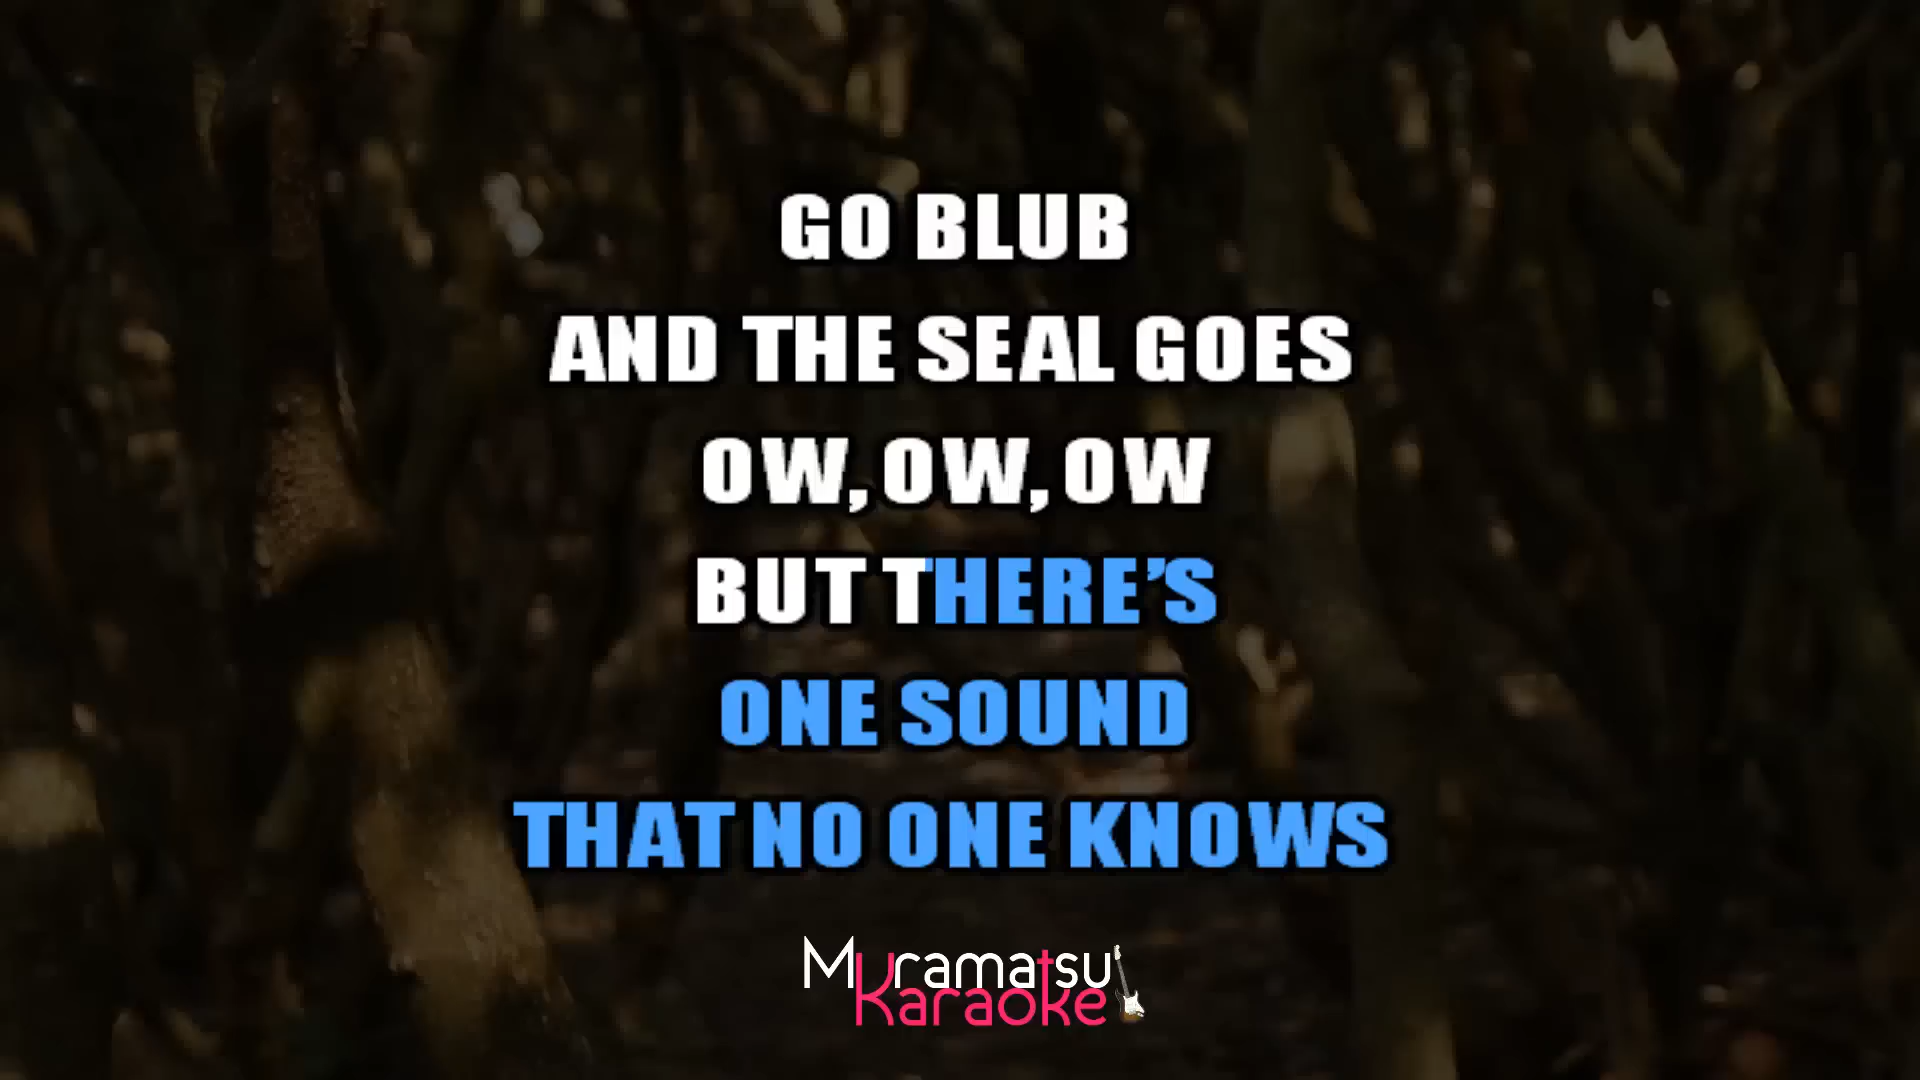 GO BLUB
AND THE SEAL GOES
OW, OW, OW
BUT THERE'S
ONE SOUND
THAT NO ONE KNOWS
Muramatsu
Karaoke